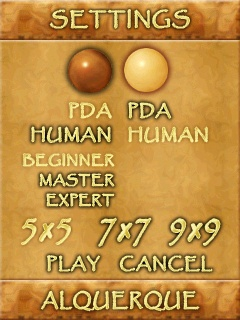 SETTINGS
PDA PDA
HUMAN HUMAN
BEGINNER
MASTER
EXPERT
5x5 7x7 9x9
PLAY CANCEL
ALQUERQUE